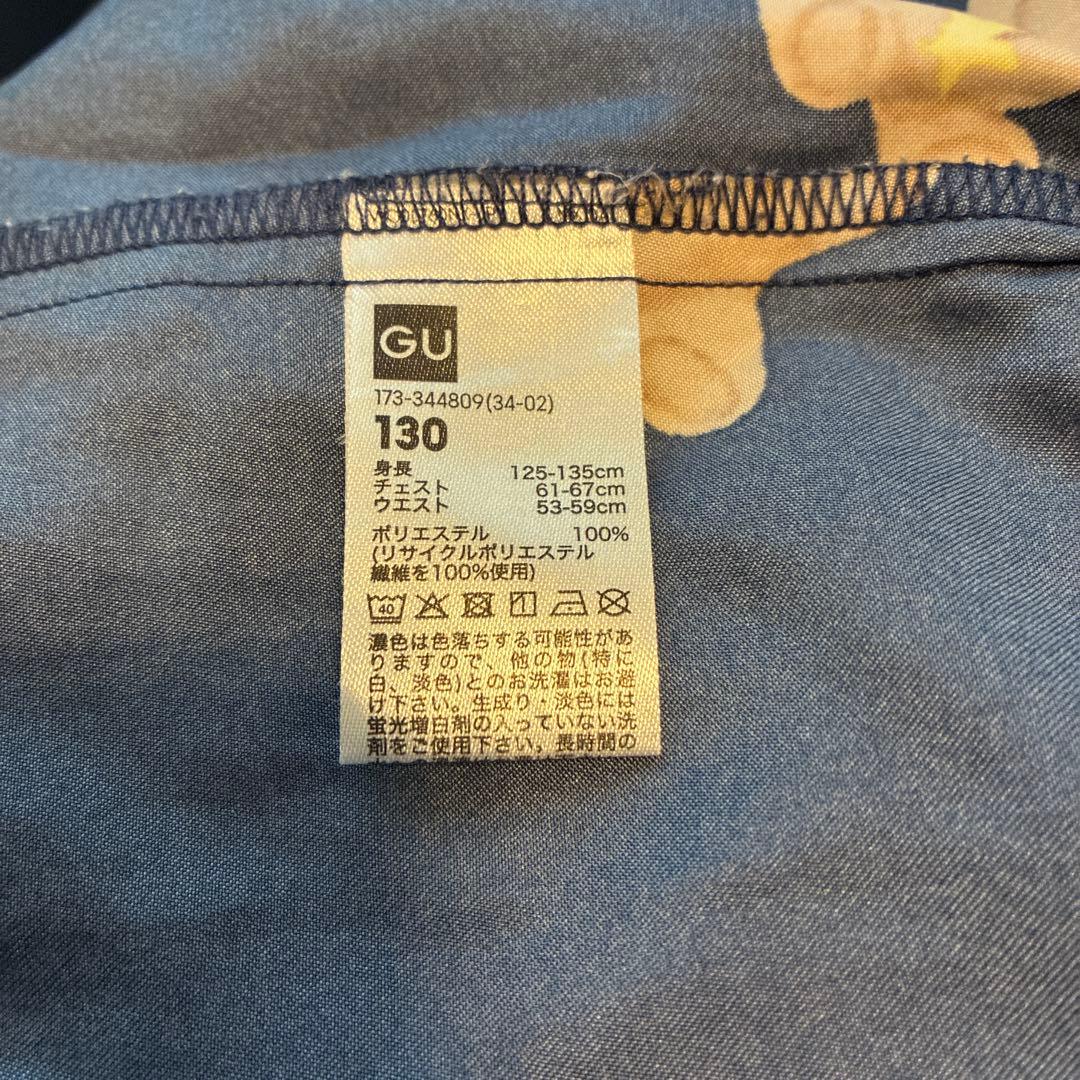 GU
173-344809(34-02)
130
身長 125-135cm
チェスト 61-67cm
ウエスト 53-59cm
ポリエステル 100%
(リサイクルポリエステル
繊維を100%使用)
40
濃色は色落ちする可能性があ
りますので、他の物(特に
白、淡色)とのお洗濯はお避
け下さい。生成り・淡色には
蛍光増白剤の入っていない洗
剤をご使用下さい。長時間の